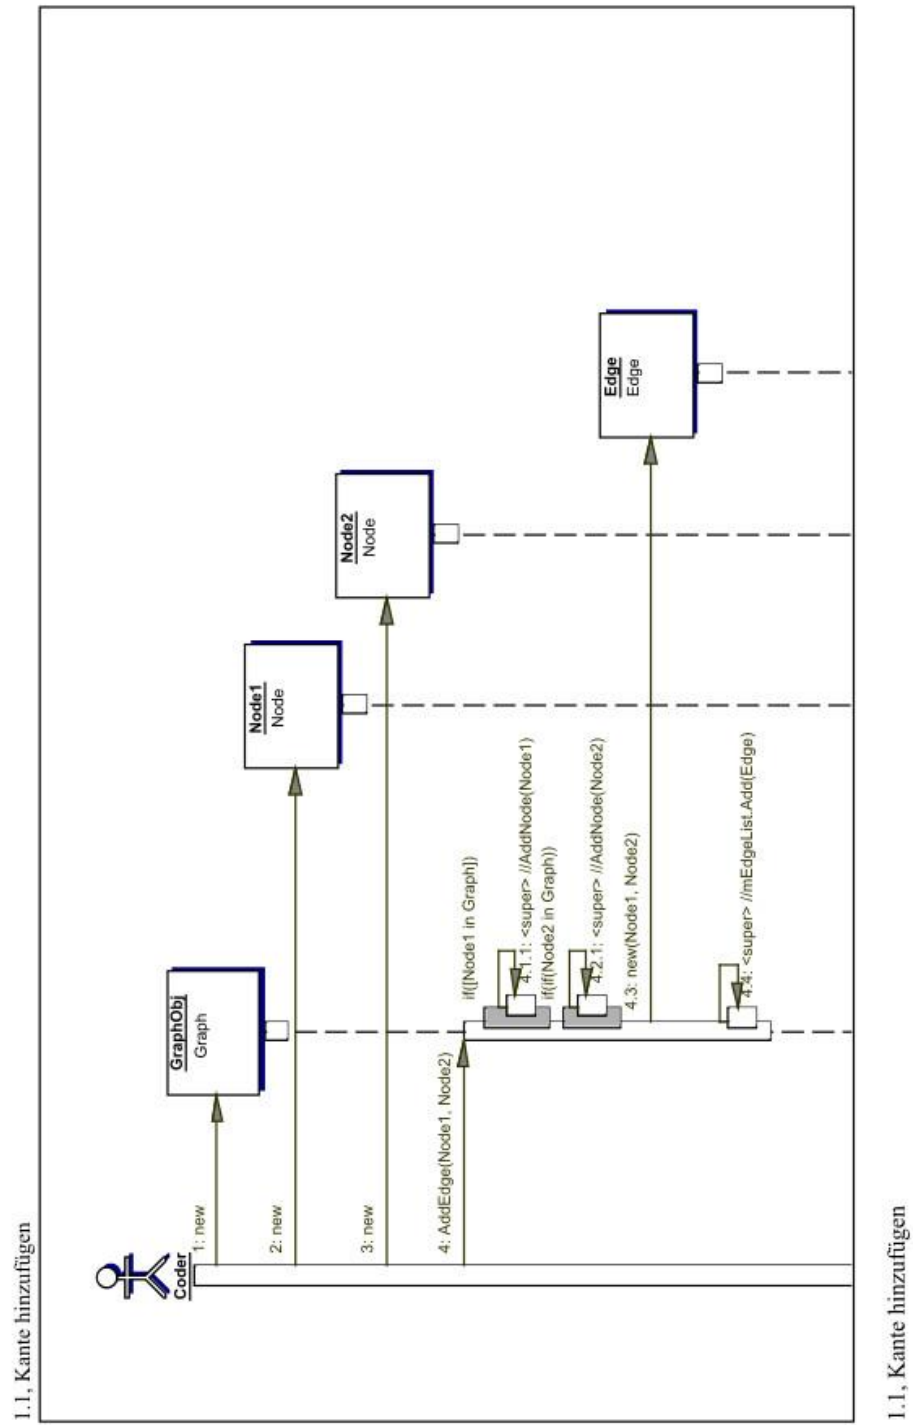 1.1, Kante hinzufügen
Coder
GraphObj
Graph
Node1
Node
Node2
Node
Edge
Edge
1: new
2: new
3: new
4: AddEdge(Node1, Node2)
if([Node1 in Graph])
4.1.1: <super> //AddNode(Node1)
if(if(Node2 in Graph))
4.2.1: <super> //AddNode(Node2)
4.3: new(Node1, Node2)
4.4: <super> //mEdgeList.Add(Edge)
1.1, Kante hinzufügen